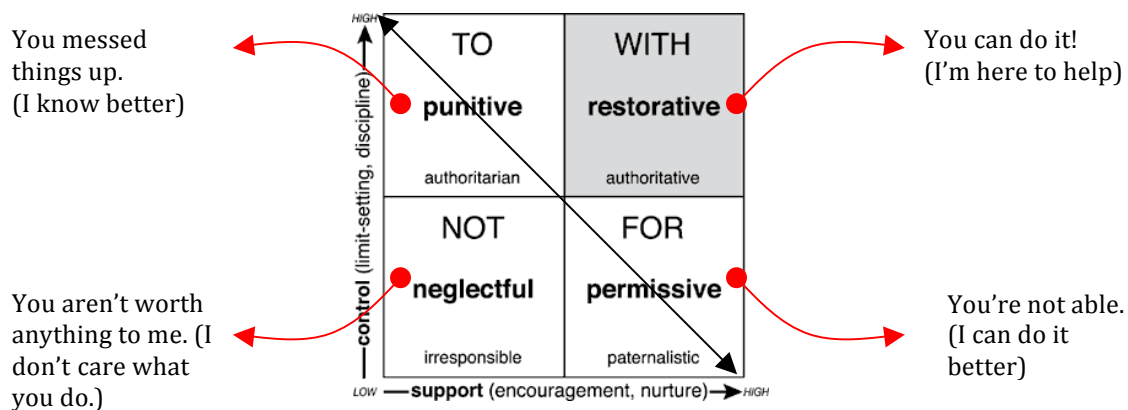 You messed
things up.
(I know better)
HIGH
TO
punitive
authoritarian
WITH
restorative
authoritative
You can do it!
(I’m here to help)
control (limit-setting, discipline)
You aren’t worth
anything to me. (I
don’t care what
you do.)
NOT
neglectful
irresponsible
FOR
permissive
paternalistic
You’re not able.
(I can do it
better)
LOW support (encouragement, nurture) HIGH